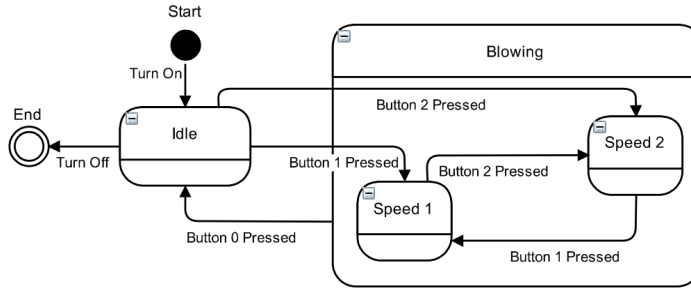 Start
Blowing
Turn On
Button 2 Pressed
End
Idle
Speed 2
Turn Off
Button 1 Pressed
Button 2 Pressed
Speed 1
Button 0 Pressed
Button 1 Pressed